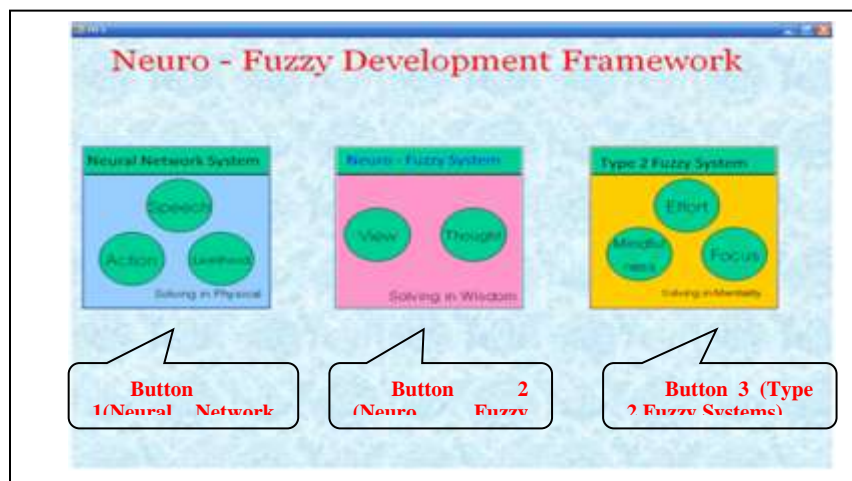 Neuro - Fuzzy Development Framework
Neural Network System
Speech
Action
Livelihood
Solving in Physical
Neuro - Fuzzy System
View
Thought
Solving in Wisdom
Type 2 Fuzzy System
Effort
Mindful
ness
Focus
Solving in Mentality
Button
1(Neural Network
Button 2
(Neuro Fuzzy
Button 3 (Type
2 Fuzzy Systems)